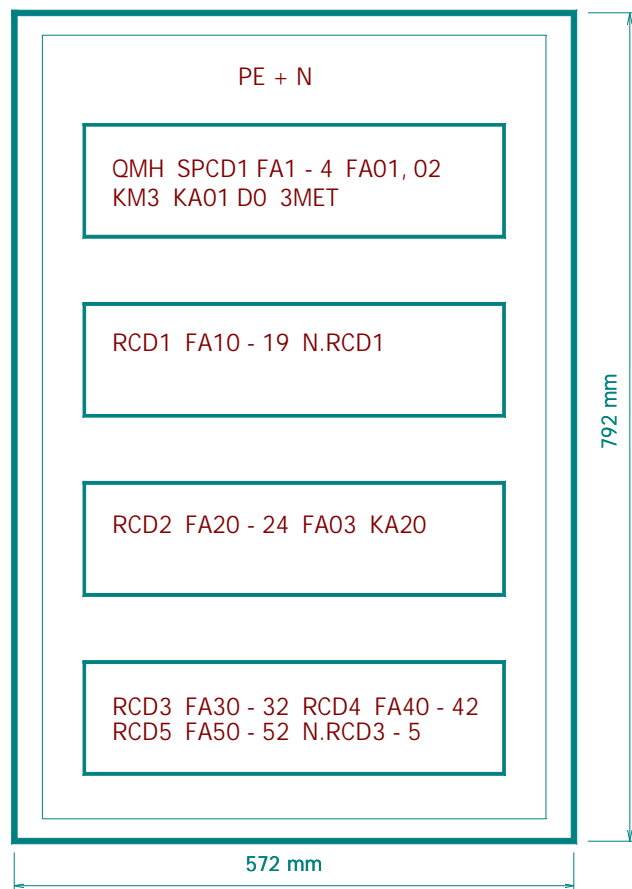 PE + N
QMH SPCD1 FA1 - 4 FA01, 02
KM3 KA01 D0 3MET
RCD1 FA10 - 19 N.RCD1
792 mm
RCD2 FA20 - 24 FA03 KA20
RCD3 FA30 - 32 RCD4 FA40 - 42
RCD5 FA50 - 52 N.RCD3 - 5
572 mm